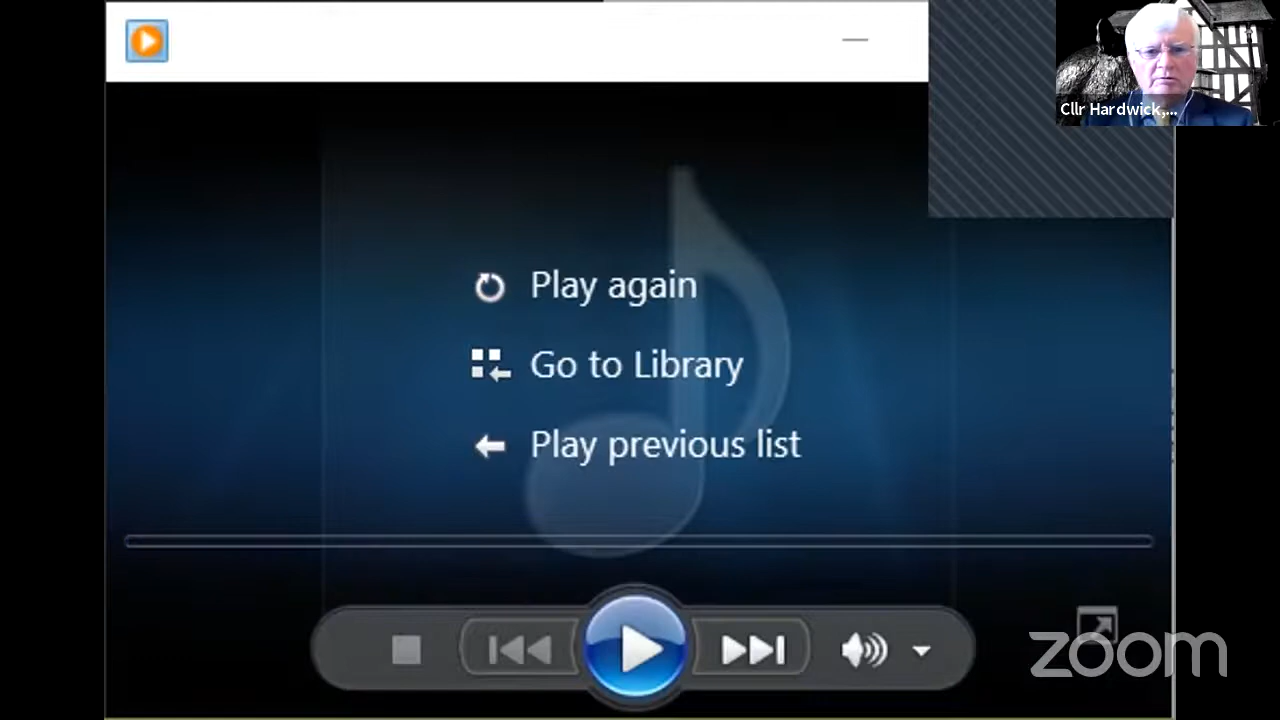 Cllr Hardwick,...
Play again
Go to Library
Play previous list
zoom